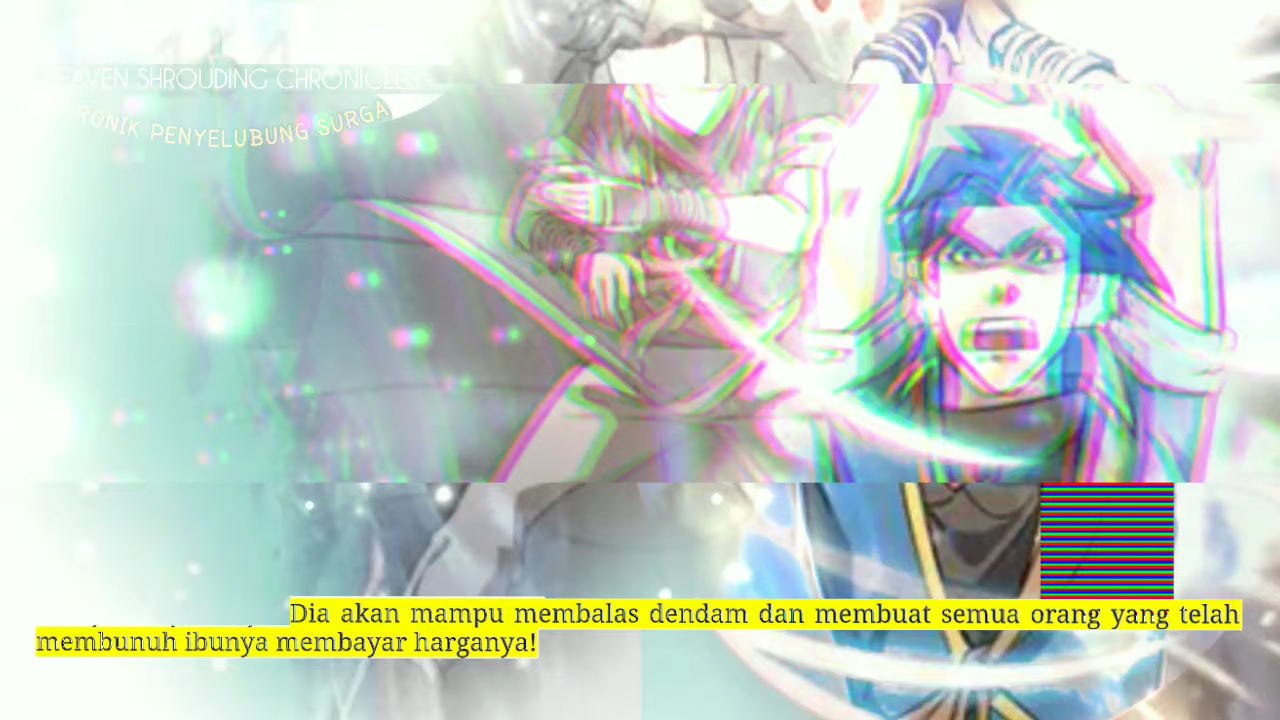 HEAVEN SHROUDING CHRONICLES
KRONIK PENYELUBUNG SURGA
Dia akan mampu membalas dendam dan membuat semua orang yang telah
membunuh ibunya membayar harganya!